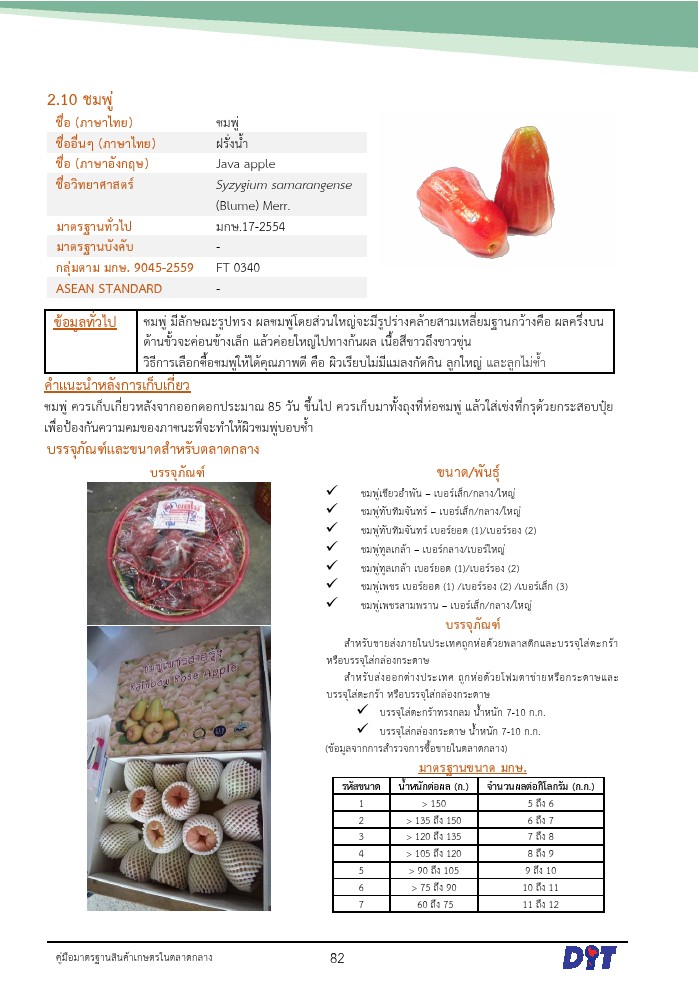 2.10 ชมพู่
ชื่อ (ภาษาไทย) ชมพู่
ชื่ออื่นๆ (ภาษาไทย) ฝรั่งน้ำ
ชื่อ (ภาษาอังกฤษ) Java apple
ชื่อวิทยาศาสตร์ Syzygium samarangense
(Blume) Merr.
มาตรฐานทั่วไป มกษ.17-2554
มาตรฐานบังคับ -
กลุ่มตาม มกษ. 9045-2559 FT 0340
ASEAN STANDARD -
ข้อมูลทั่วไป ชมพู่ มีลักษณะรูปทรง ผลชมพู่โดยส่วนใหญ่จะมีรูปร่างคล้ายสามเหลี่ยมฐานกว้างคือ ผลครึ่งบน
ด้านขั้วจะค่อนข้างเล็ก แล้วค่อยใหญ่ไปทางก้นผล เนื้อสีขาวถึงขาวขุ่น
วิธีการเลือกซื้อชมพู่ให้ได้คุณภาพดี คือ ผิวเรียบไม่มีแมลงกัดกิน ลูกใหญ่ และลูกไม่ช้ำ
คำแนะนำหลังการเก็บเกี่ยว
ชมพู่ ควรเก็บเกี่ยวหลังจากออกดอกประมาณ 85 วัน ขึ้นไป ควรเก็บมาทั้งถุงที่ห่อชมพู่ แล้วใส่เข่งที่กรุด้วยกระสอบปุ๋ย
เพื่อป้องกันความคมของภาชนะที่จะทำให้ผิวชมพู่บอบช้ำ
บรรจุภัณฑ์และขนาดสำหรับตลาดกลาง
บรรจุภัณฑ์
Rainbow Rose Apple
ขนาด/พันธุ์
✓ ชมพู่เขียวอำพัน – เบอร์เล็ก/กลาง/ใหญ่
✓ ชมพู่ทับทิมจันทร์ – เบอร์เล็ก/กลาง/ใหญ่
✓ ชมพู่ทับทิมจันทร์ เบอร์ยอด (1)/เบอร์รอง (2)
✓ ชมพู่ทูลเกล้า – เบอร์กลาง/เบอร์ใหญ่
✓ ชมพู่ทูลเกล้า เบอร์ยอด (1)/เบอร์รอง (2)
✓ ชมพู่เพชร เบอร์ยอด (1) /เบอร์รอง (2) /เบอร์เล็ก (3)
✓ ชมพู่เพชรสามพราน – เบอร์เล็ก/กลาง/ใหญ่
บรรจุภัณฑ์
สำหรับขายส่งภายในประเทศถูกห่อด้วยพลาสติกและบรรจุใส่ตะกร้า
หรือบรรจุใส่กล่องกระดาษ
สำหรับส่งออกต่างประเทศ ถูกห่อด้วยโฟมตาข่ายหรือกระดาษและ
บรรจุใส่ตะกร้า หรือบรรจุใส่กล่องกระดาษ
✓ บรรจุใส่ตะกร้าทรงกลม น้ำหนัก 7-10 ก.ก.
✓ บรรจุใส่กล่องกระดาษ น้ำหนัก 7-10 ก.ก.
(ข้อมูลจากการสำรวจการซื้อขายในตลาดกลาง)
มาตรฐานขนาด มกษ.
รหัสขนาด น้ำหนักต่อผล (ก.) จำนวนผลต่อกิโลกรัม (ก.ก.)
1 > 150 5 ถึง 6
2 > 135 ถึง 150 6 ถึง 7
3 > 120 ถึง 135 7 ถึง 8
4 > 105 ถึง 120 8 ถึง 9
5 > 90 ถึง 105 9 ถึง 10
6 > 75 ถึง 90 10 ถึง 11
7 60 ถึง 75 11 ถึง 12
คู่มือมาตรฐานสินค้าเกษตรในตลาดกลาง 82 DIT